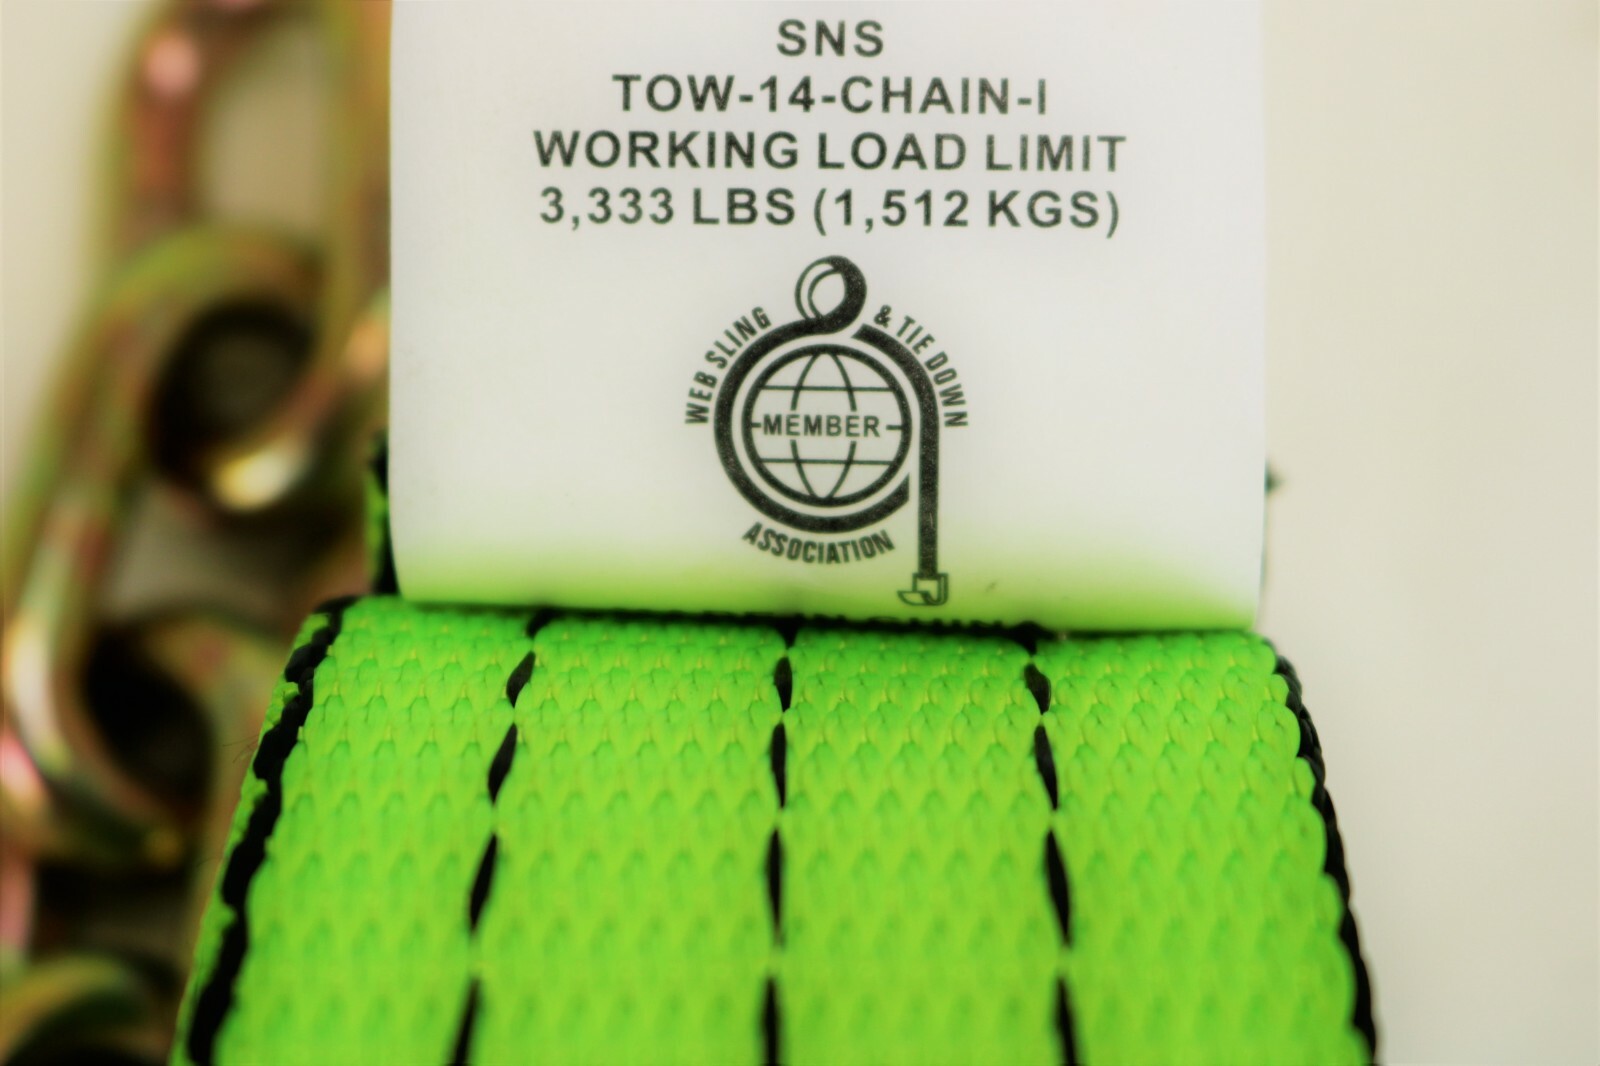 SNS
TOW-14-CHAIN-I
WORKING LOAD LIMIT
3,333 LBS (1,512 KGS)
WEB SLING & TIE DOWN
MEMBER
ASSOCIATION